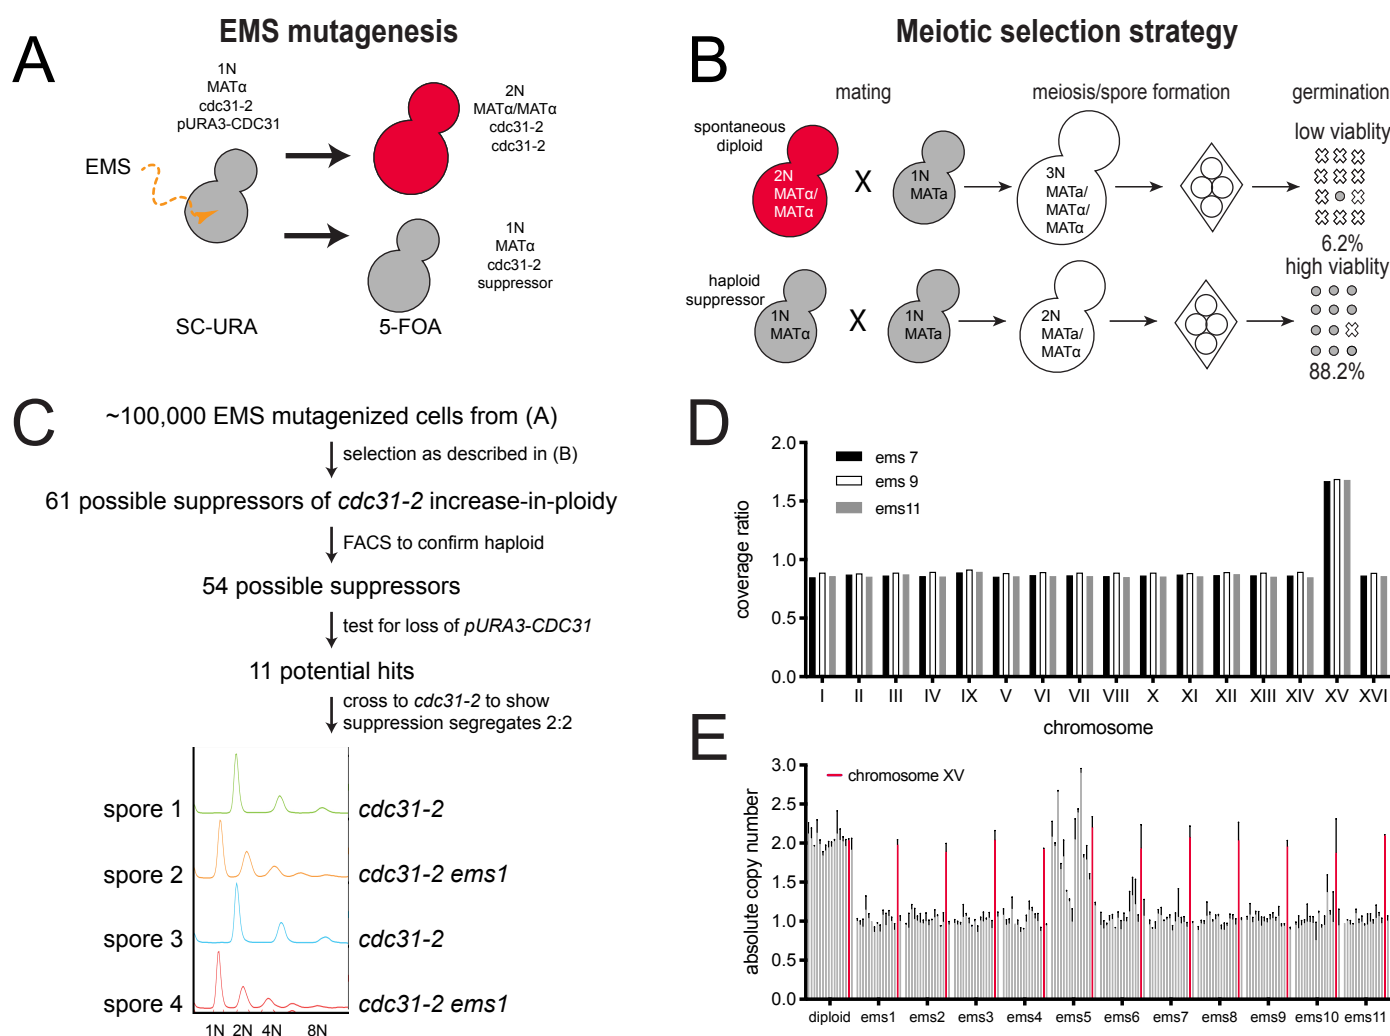 A
EMS mutagenesis
1N
MATα
cdc31-2
pURA3-CDC31
EMS
2N
MATα/MATα
cdc31-2
cdc31-2
1N
MATα
cdc31-2
suppressor
SC-URA
5-FOA
B
Meiotic selection strategy
mating
meiosis/spore formation
germination
spontaneous
diploid
2N
MATα/
MATα
X
1N
MATa
3N
MATa/
MATα/
MATα
low viablity
6.2%
haploid
suppressor
1N
MATα
X
1N
MATa
2N
MATa/
MATα
high viablity
88.2%
C
~100,000 EMS mutagenized cells from (A)
selection as described in (B)
61 possible suppressors of cdc31-2 increase-in-ploidy
FACS to confirm haploid
54 possible suppressors
test for loss of pURA3-CDC31
11 potential hits
cross to cdc31-2 to show
suppression segregates 2:2
spore 1 cdc31-2
spore 2 cdc31-2 ems1
spore 3 cdc31-2
spore 4 cdc31-2 ems1
1N 2N 4N 8N
D
coverage ratio
2.0
1.5
1.0
0.5
0.0
ems 7
ems 9
ems11
I II III IV IX V VI VII VIII X XI XII XIII XIV XV XVI
chromosome
E
absolute copy number
3.0
2.5
2.0
1.5
1.0
0.5
0.0
chromosome XV
diploid ems1 ems2 ems3 ems4 ems5 ems6 ems7 ems8 ems9 ems10 ems11